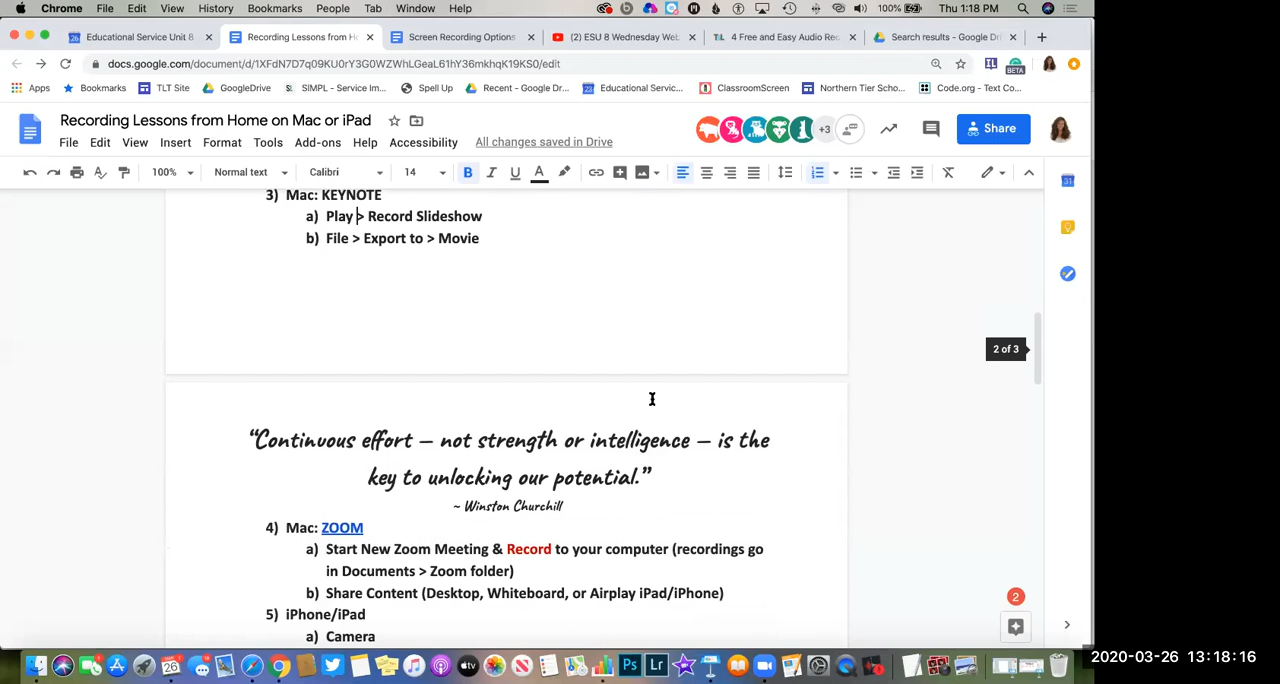 Chrome File Edit View History Bookmarks People Tab Window Help 100% Thu 1:18 PM
Educational Service Unit 8 Recording Lessons from Ho Screen Recording Options (2) ESU 8 Wednesday Web 4 Free and Easy Audio Rec Search results - Google Dri
docs.google.com/document/d/1XFdN7D7q09KU0rY3G0WZWhLGeaL61hY36mkhqK19KS0/edit
BETA
Apps Bookmarks TLT Site GoogleDrive SIMPL - Service Im... Spell Up Recent - Google Dr... Educational Servic... ClassroomScreen Northern Tier Scho... Code.org - Text Co...
Recording Lessons from Home on Mac or iPad
+3
Share
File Edit View Insert Format Tools Add-ons Help Accessibility All changes saved in Drive
100% Normal text Calibri 14 B I U A
3) Mac: KEYNOTE
a) Play > Record Slideshow
b) File > Export to > Movie
2 of 3
“Continuous effort – not strength or intelligence – is the
key to unlocking our potential.”
~ Winston Churchill
4) Mac: ZOOM
a) Start New Zoom Meeting & Record to your computer (recordings go
in Documents > Zoom folder)
b) Share Content (Desktop, Whiteboard, or Airplay iPad/iPhone)
2
5) iPhone/iPad
a) Camera
2020-03-26 13:18:16